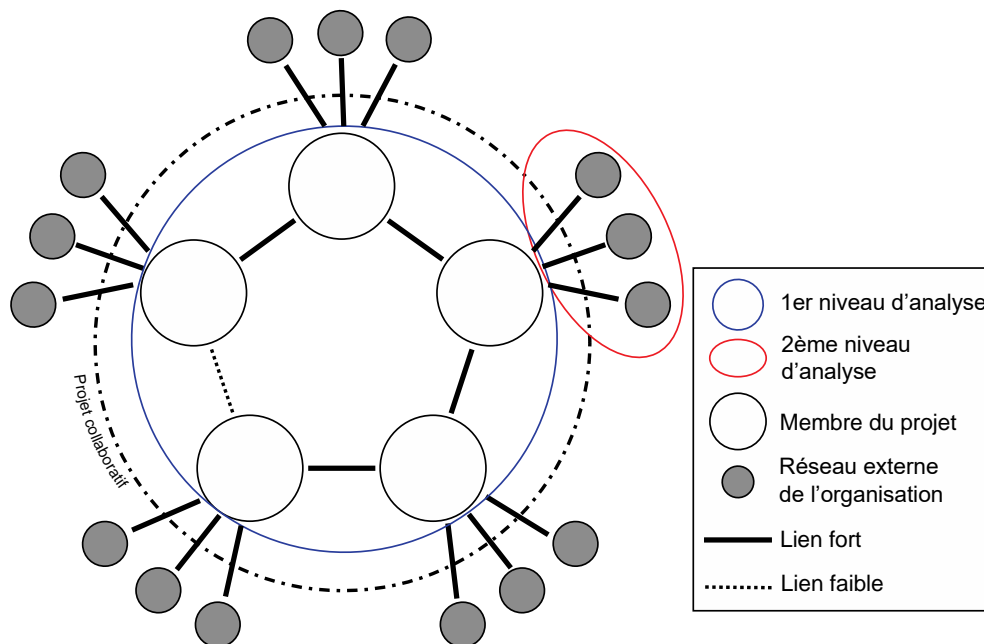 Projet collaboratif
1er niveau d'analyse
2ème niveau
d'analyse
Membre du projet
Réseau externe
de l'organisation
Lien fort
Lien faible